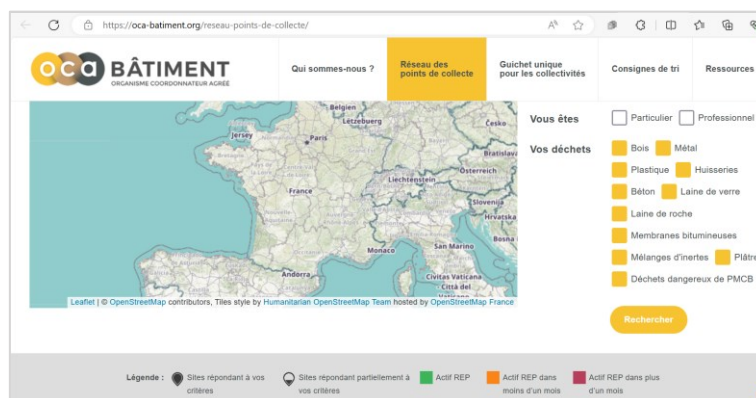 https://oca-batiment.org/reseau-points-de-collecte/
oca BÂTIMENT
ORGANISME COORDONNATEUR AGRÉÉ
Qui sommes-nous ?
Réseau des
points de collecte
Guichet unique
pour les collectivités
Consignes de tri
Ressources
Belgien
Lëtzebuerg
Jersey
Paris
Česko
Bratislava
Österreich
Liechtenstein
France
Slovenija
Hrvatska
Bosna i
Monaco
San Marino
Andorra
Civitas Vaticana
- Città del
Leaflet | © OpenStreetMap contributors, Tiles style by Humanitarian OpenStreetMap Team hosted by OpenStreetMap France
Vous êtes
Particulier Professionnel
Vos déchets
Bois Métal
Plastique Huisseries
Béton Laine de verre
Laine de roche
Membranes bitumineuses
Mélanges d'inertes Plâtre
Déchets dangereux de PMCB
Rechercher
Légende :
Sites répondant à vos
critères
Sites répondant partiellement à
vos critères
Actif REP
Actif REP dans
moins d'un mois
Actif REP dans plus
d'un mois